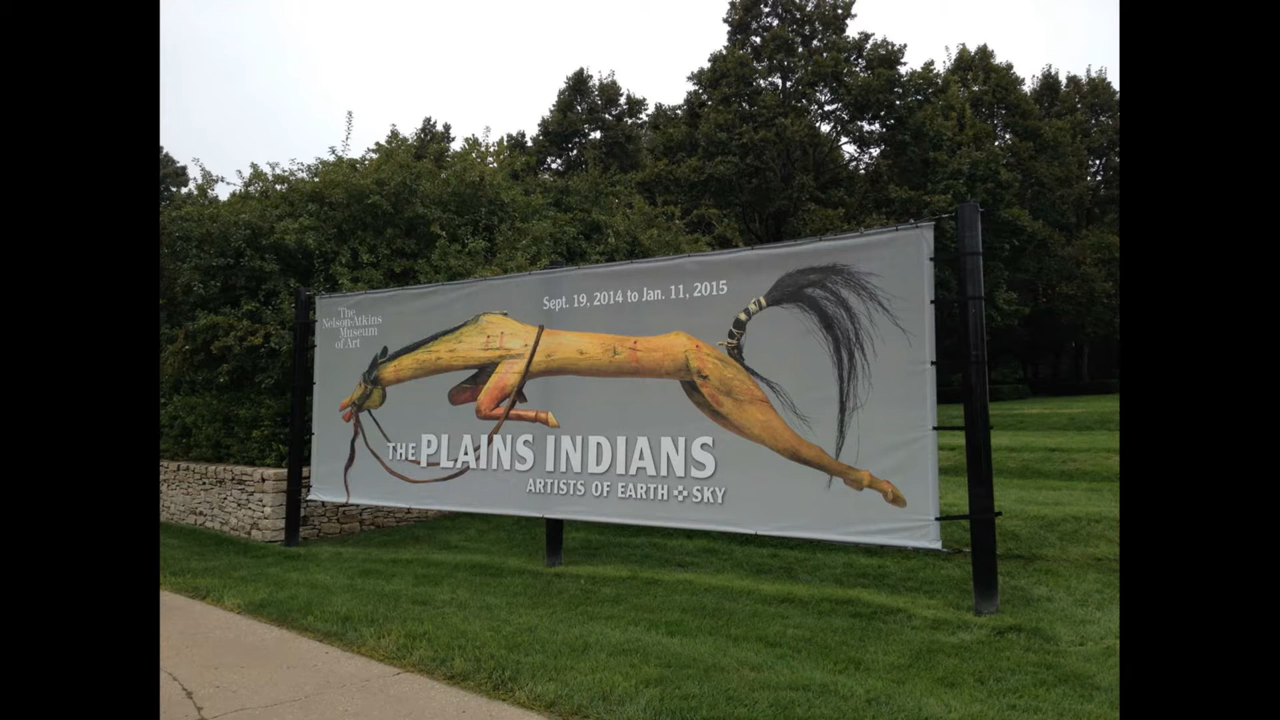 The
Nelson-Atkins
Museum
of Art
Sept. 19, 2014 to Jan. 11, 2015
THE PLAINS INDIANS
ARTISTS OF EARTH + SKY